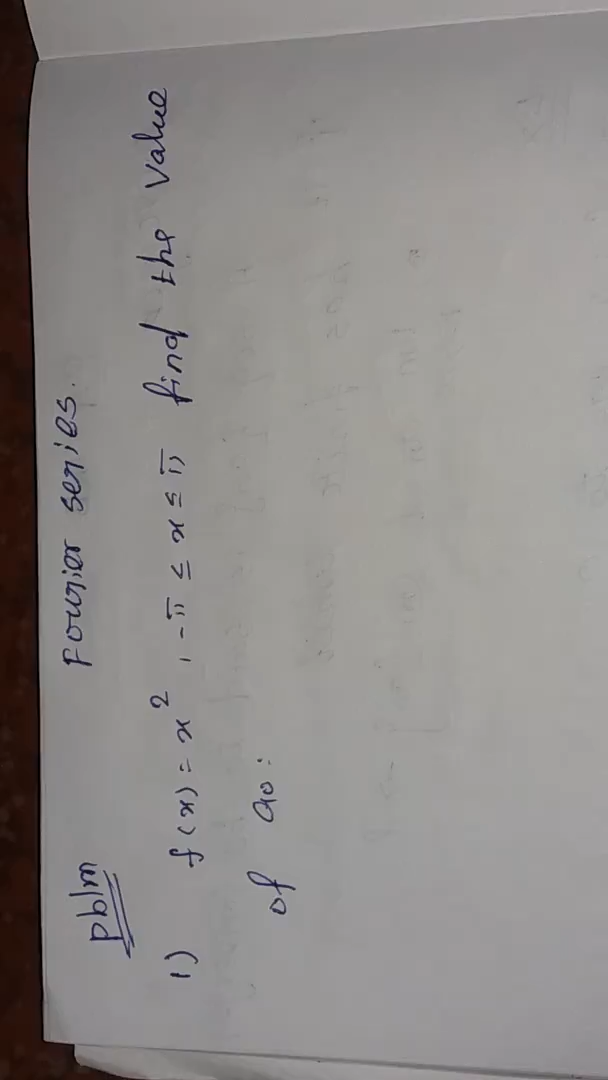 Fourier series.
pblm
1) f(x) = x², -π ≤ x ≤ π find the value
of a0: